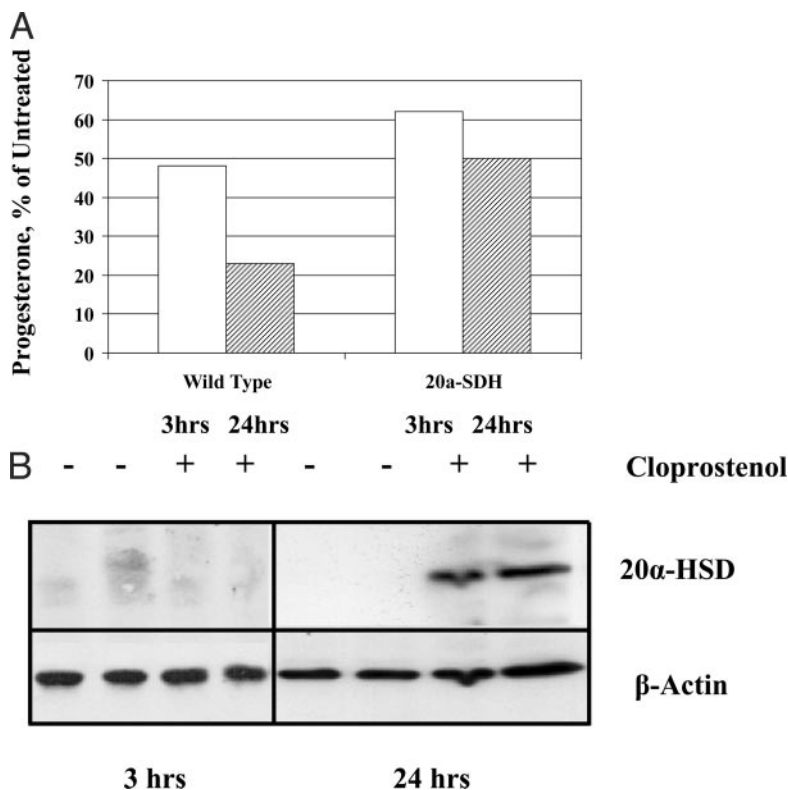 A
Progesterone, % of Untreated
70
60
50
40
30
20
10
0
Wild Type 20a-SDH
3hrs 24hrs 3hrs 24hrs
B - - + + - - + + Cloprostenol
20α-HSD
β-Actin
3 hrs 24 hrs